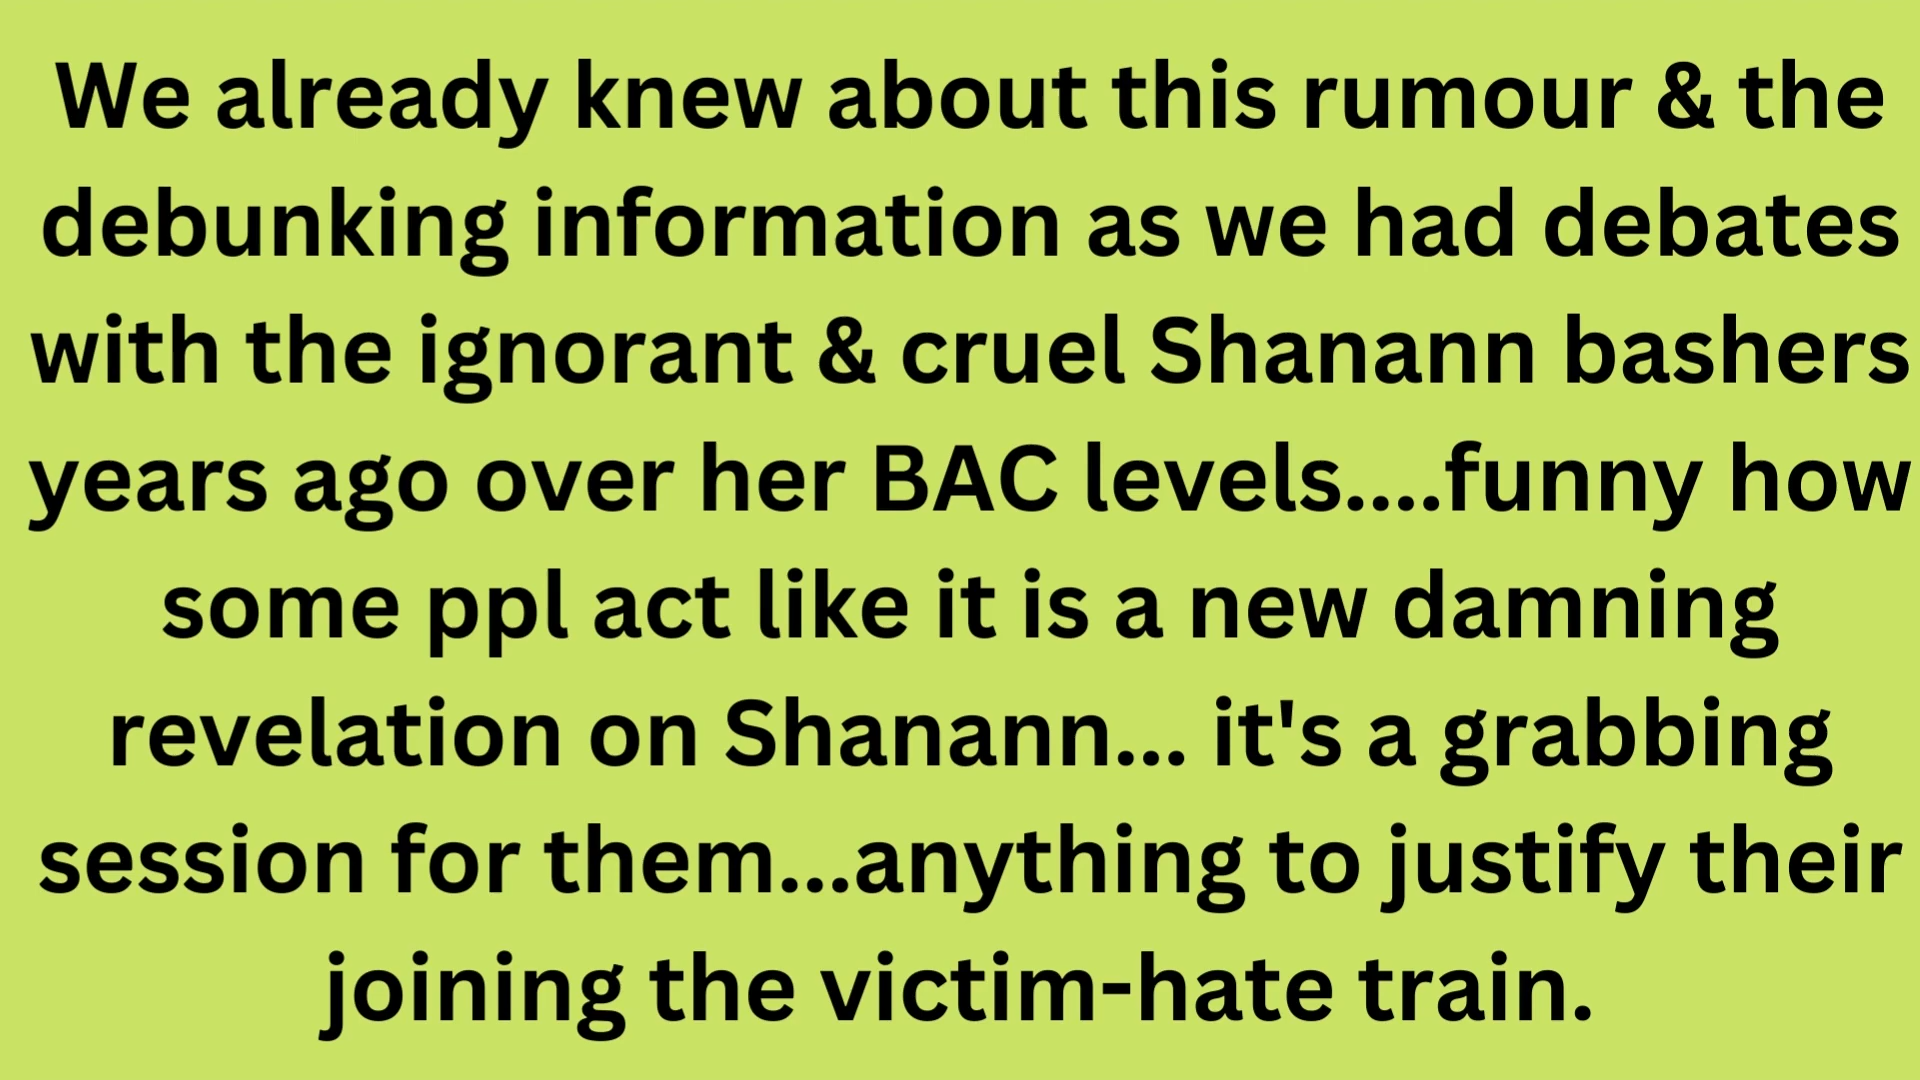 We already knew about this rumour & the
debunking information as we had debates
with the ignorant & cruel Shanann bashers
years ago over her BAC levels....funny how
some ppl act like it is a new damning
revelation on Shanann... it's a grabbing
session for them...anything to justify their
joining the victim-hate train.